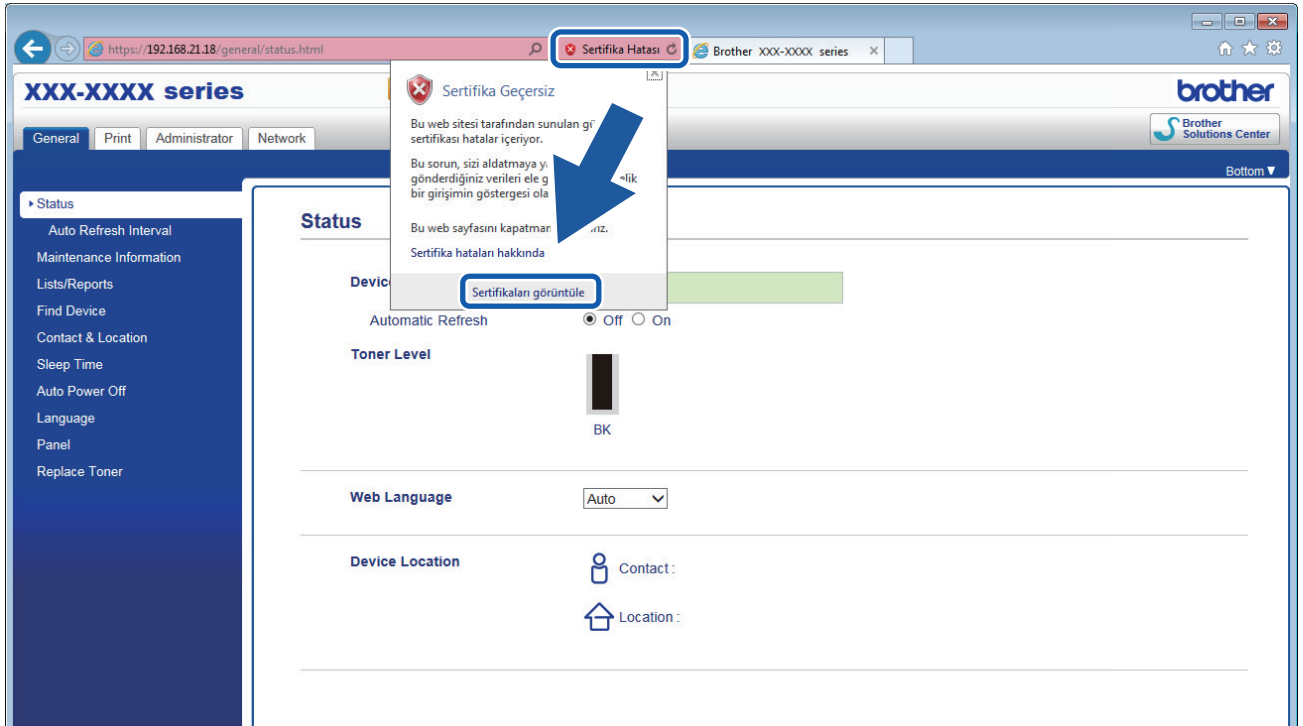 https://192.168.21.18/general/status.html
Sertifika Hatası
Brother XXX-XXXX series
XXX-XXXX series
brother
Sertifika Geçersiz
General
Print
Administrator
Network
Brother
Solutions Center
Bu web sitesi tarafından sunulan
sertifikası hatalar içeriyor.
Bu sorun, sizi aldatmaya
gönderdiğiniz verileri ele
bir girişimin göstergesi
Bu web sayfasını
Sertifika hataları hakkında
Sertifikaları görüntüle
Bottom▼
Status
Auto Refresh Interval
Maintenance Information
Lists/Reports
Find Device
Contact & Location
Sleep Time
Auto Power Off
Language
Panel
Replace Toner
Status
Automatic Refresh
Off
On
Toner Level
BK
Web Language
Auto
Device Location
Contact :
Location :